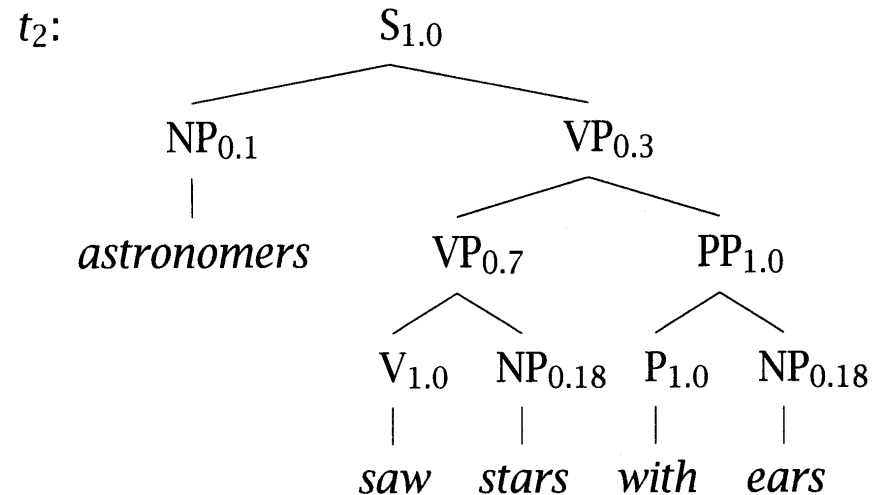 t₂: S₁.₀
NP₀.₁ VP₀.₃
astronomers VP₀.₇ PP₁.₀
V₁.₀ NP₀.₁₈ P₁.₀ NP₀.₁₈
saw stars with ears